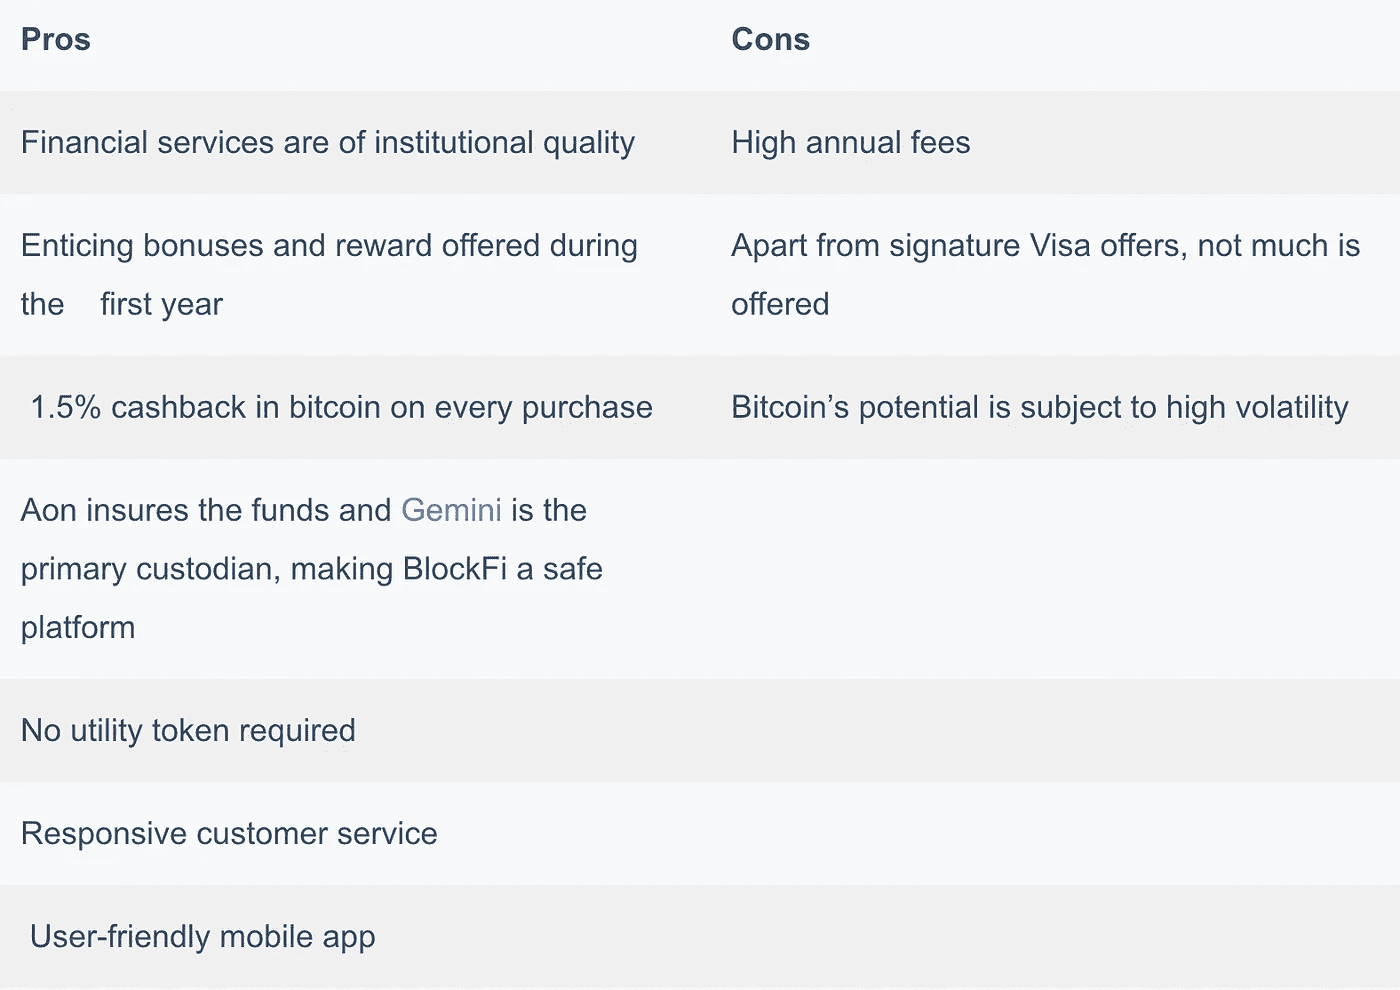 Pros
Cons
Financial services are of institutional quality
High annual fees
Enticing bonuses and reward offered during
the    first year
Apart from signature Visa offers, not much is
offered
1.5% cashback in bitcoin on every purchase
Bitcoin’s potential is subject to high volatility
Aon insures the funds and Gemini is the
primary custodian, making BlockFi a safe
platform
No utility token required
Responsive customer service
User-friendly mobile app